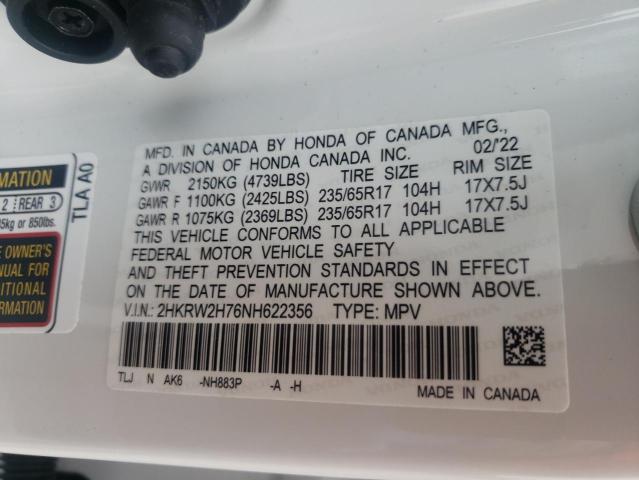 MFD. IN CANADA BY HONDA OF CANADA MFG.,
A DIVISION OF HONDA CANADA INC. 02/'22
GVWR 2150KG (4739LBS) TIRE SIZE RIM SIZE
GAWR F 1100KG (2425LBS) 235/65R17 104H 17X7.5J
GAWR R 1075KG (2369LBS) 235/65R17 104H 17X7.5J
THIS VEHICLE CONFORMS TO ALL APPLICABLE
FEDERAL MOTOR VEHICLE SAFETY
AND THEFT PREVENTION STANDARDS IN EFFECT
ON THE DATE OF MANUFACTURE SHOWN ABOVE.
V.I.N.: 2HKRW2H76NH622356 TYPE: MPV
TLJ N AK6 -NH883P -A -H
MADE IN CANADA
TLA A0
2 REAR 3
or 850lbs.
OWNER'S
FOR